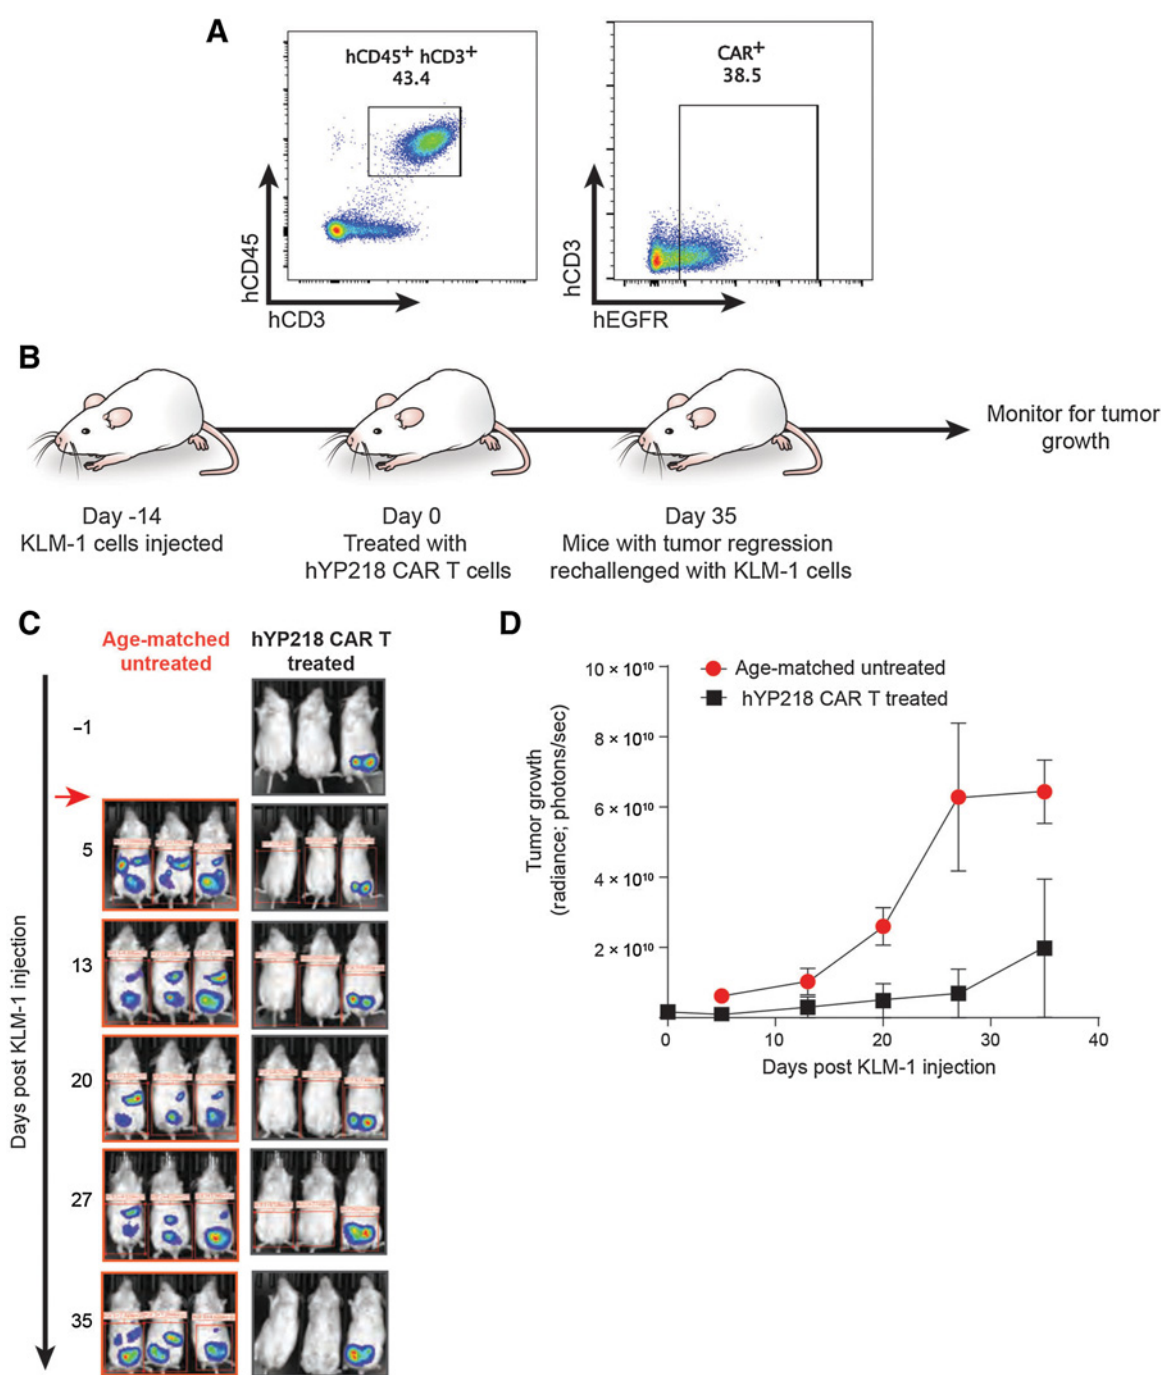 A
hCD45+ hCD3+
43.4
hCD45
hCD3
CAR+
38.5
hCD3
hEGFR
B
Monitor for tumor
growth
Day -14
KLM-1 cells injected
Day 0
Treated with
hYP218 CAR T cells
Day 35
Mice with tumor regression
rechallenged with KLM-1 cells
C
Age-matched
untreated
hYP218 CAR T
treated
Days post KLM-1 injection
–1
5
13
20
27
35
D
Age-matched untreated
hYP218 CAR T treated
Tumor growth
(radiance; photons/sec)
10 × 10¹⁰
8 × 10¹⁰
6 × 10¹⁰
4 × 10¹⁰
2 × 10¹⁰
0
10
20
30
40
Days post KLM-1 injection